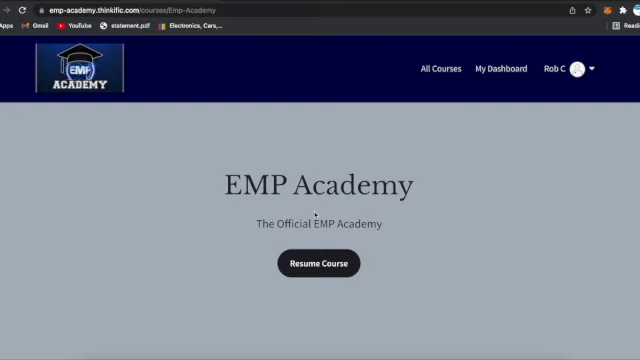 emp-academy.thinkific.com/courses/Emp-Academy
Apps
Gmail
YouTube
statement.pdf
Electronics, Cars,...
Reading
EMP
ACADEMY
All Courses
My Dashboard
Rob C
EMP Academy
The Official EMP Academy
Resume Course